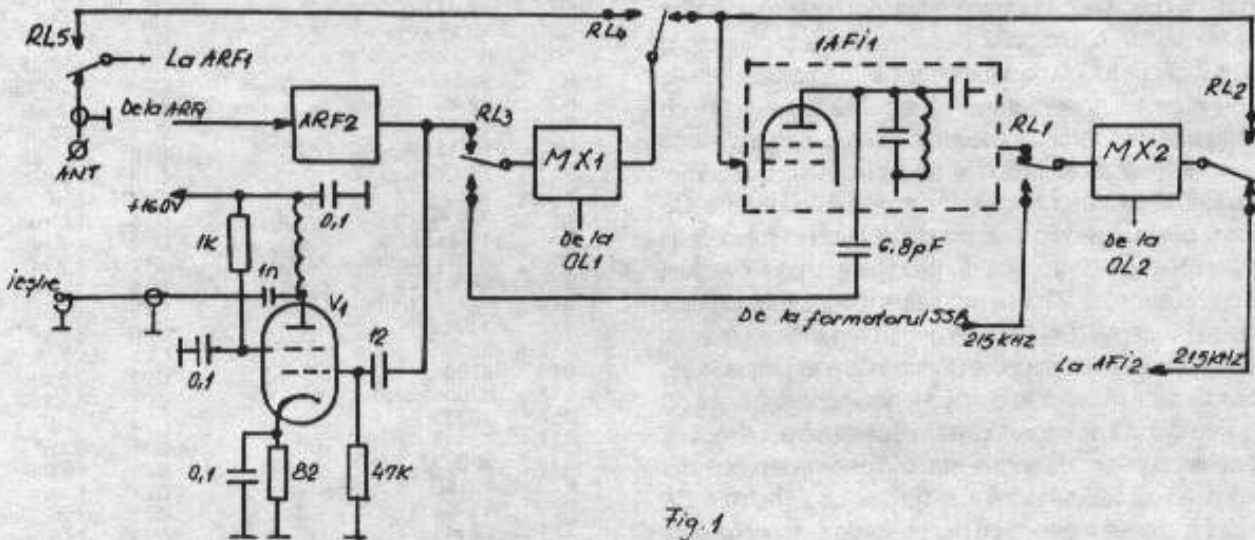 RL5
La ARF1
De la ARF1
ANT
ARF2
RL3
MX1
De la
OL1
RL4
1AFi1
6.8pF
RL1
MX2
De la
OL2
RL2
De la formatorul SSB
215KHZ
La AFi2
215KHZ
+160V
0,1
1K
ieşire
1n
V1
0,1
12
0,1
82
47K
Fig. 1